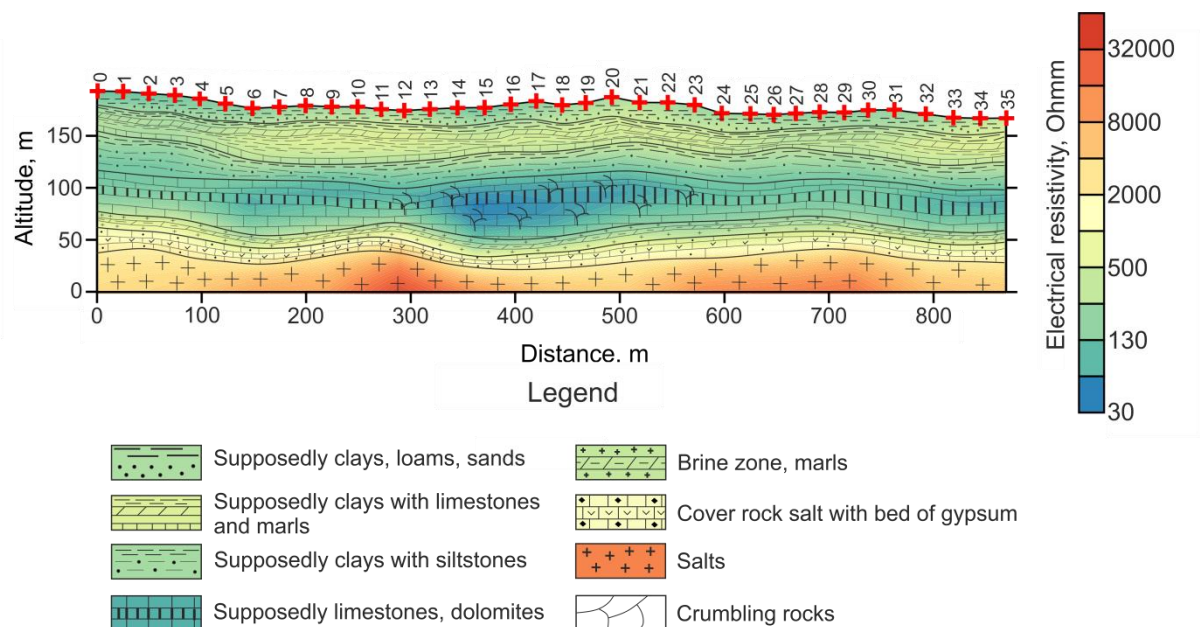 0 1 2 3 4 5 6 7 8 9 10 11 12 13 14 15 16 17 18 19 20 21 22 23 24 25 26 27 28 29 30 31 32 33 34 35
Altitude, m
150
100
50
0
0 100 200 300 400 500 600 700 800
Distance. m
Electrical resistivity, Ohmm
32000
8000
2000
500
130
30
Legend
Supposedly clays, loams, sands
Supposedly clays with limestones
and marls
Supposedly clays with siltstones
Supposedly limestones, dolomites
Brine zone, marls
Cover rock salt with bed of gypsum
Salts
Crumbling rocks